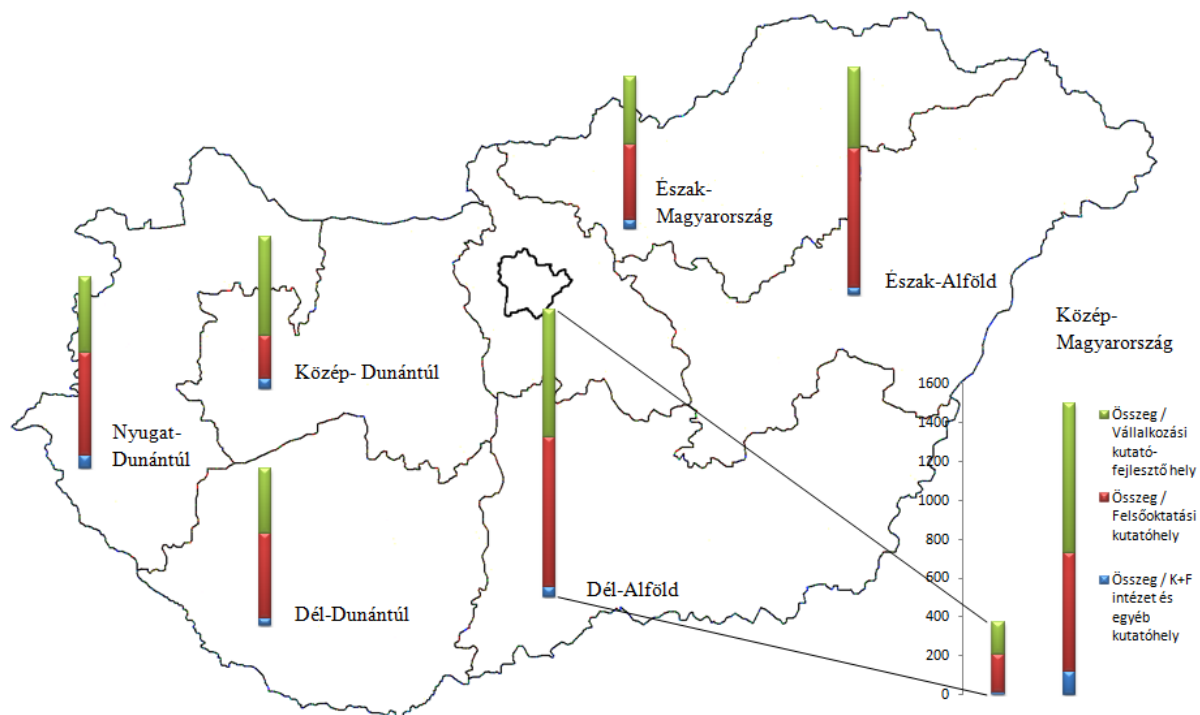 Észak-
Magyarország
Észak-Alföld
Közép-
Magyarország
Közép- Dunántúl
Nyugat-
Dunántúl
Dél-Dunántúl
Dél-Alföld
1600
1400
1200
1000
800
600
400
200
0
Összeg /
Vállalkozási
kutató-
fejlesztő hely
Összeg /
Felsőoktatási
kutatóhely
Összeg / K+F
intézet és
egyéb
kutatóhely